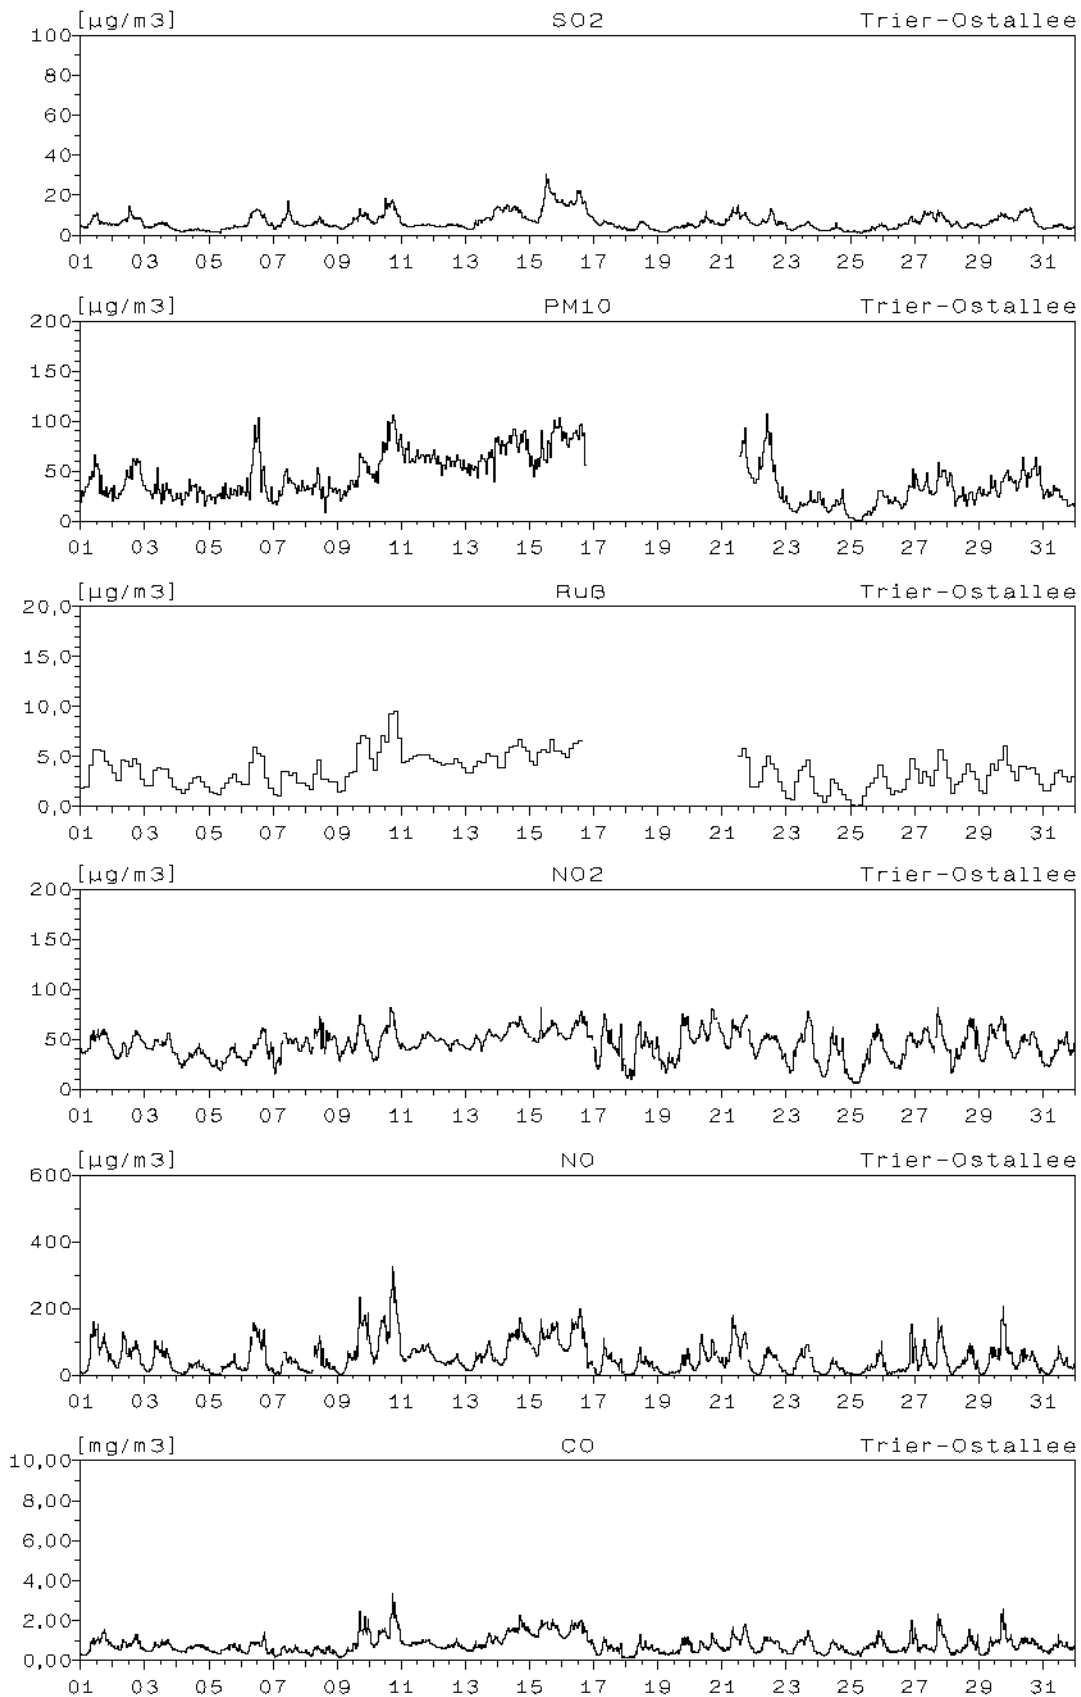 [µg/m3] SO2 Trier-Ostallee
100
80
60
40
20
0
01 03 05 07 09 11 13 15 17 19 21 23 25 27 29 31
[µg/m3] PM10 Trier-Ostallee
200
150
100
50
0
01 03 05 07 09 11 13 15 17 19 21 23 25 27 29 31
[µg/m3] Ruß Trier-Ostallee
20,0
15,0
10,0
5,0
0,0
01 03 05 07 09 11 13 15 17 19 21 23 25 27 29 31
[µg/m3] NO2 Trier-Ostallee
200
150
100
50
0
01 03 05 07 09 11 13 15 17 19 21 23 25 27 29 31
[µg/m3] NO Trier-Ostallee
600
400
200
0
01 03 05 07 09 11 13 15 17 19 21 23 25 27 29 31
[mg/m3] CO Trier-Ostallee
10,00
8,00
6,00
4,00
2,00
0,00
01 03 05 07 09 11 13 15 17 19 21 23 25 27 29 31